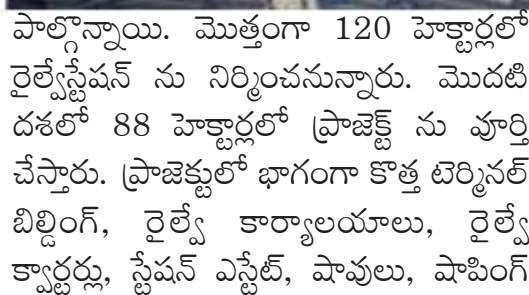 పాల్గొన్నాయి. మొత్తంగా 120 హెక్టార్లలో
రైల్వేస్టేషన్ ను నిర్మించనున్నారు. మొదటి
దశలో 88 హెక్టార్లలో ప్రాజెక్ట్ ను పూర్తి
చేస్తారు. ప్రాజెక్టులో భాగంగా కొత్త టెర్మినల్
బిల్డింగ్, రైల్వే కార్యాలయాలు, రైల్వే
క్వార్టర్లు, స్టేషన్ ఎస్టేట్, షాపులు, షాపింగ్